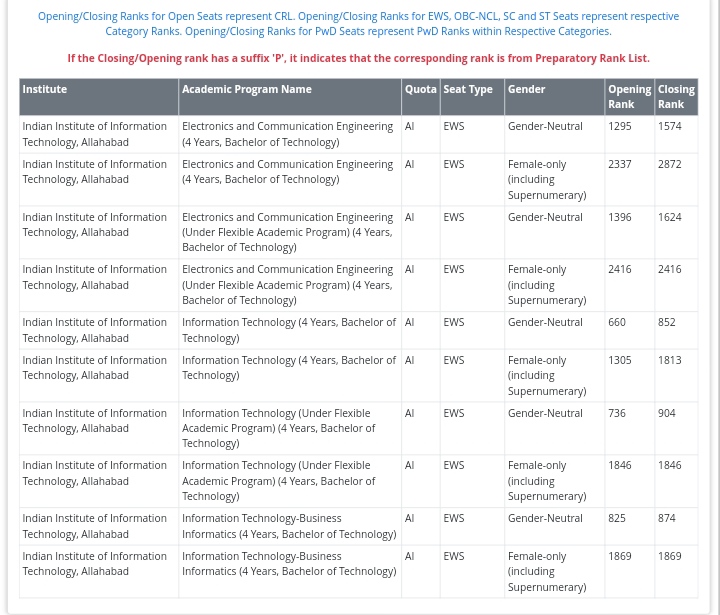 Opening/Closing Ranks for Open Seats represent CRL. Opening/Closing Ranks for EWS, OBC-NCL, SC and ST Seats represent respective
Category Ranks. Opening/Closing Ranks for PwD Seats represent PwD Ranks within Respective Categories.
If the Closing/Opening rank has a suffix 'P', it indicates that the corresponding rank is from Preparatory Rank List.
Institute Academic Program Name Quota Seat Type Gender Opening Closing
Rank Rank
Indian Institute of Information Electronics and Communication Engineering AI EWS Gender-Neutral 1295 1574
Technology, Allahabad (4 Years, Bachelor of Technology)
Indian Institute of Information Electronics and Communication Engineering AI EWS Female-only 2337 2872
Technology, Allahabad (4 Years, Bachelor of Technology) (including
Supernumerary)
Indian Institute of Information Electronics and Communication Engineering AI EWS Gender-Neutral 1396 1624
Technology, Allahabad (Under Flexible Academic Program) (4 Years,
Bachelor of Technology)
Indian Institute of Information Electronics and Communication Engineering AI EWS Female-only 2416 2416
Technology, Allahabad (Under Flexible Academic Program) (4 Years, (including
Bachelor of Technology) Supernumerary)
Indian Institute of Information Information Technology (4 Years, Bachelor of AI EWS Gender-Neutral 660 852
Technology, Allahabad Technology)
Indian Institute of Information Information Technology (4 Years, Bachelor of AI EWS Female-only 1305 1813
Technology, Allahabad Technology) (including
Supernumerary)
Indian Institute of Information Information Technology (Under Flexible AI EWS Gender-Neutral 736 904
Technology, Allahabad Academic Program) (4 Years, Bachelor of
Technology)
Indian Institute of Information Information Technology (Under Flexible AI EWS Female-only 1846 1846
Technology, Allahabad Academic Program) (4 Years, Bachelor of (including
Technology) Supernumerary)
Indian Institute of Information Information Technology-Business AI EWS Gender-Neutral 825 874
Technology, Allahabad Informatics (4 Years, Bachelor of Technology)
Indian Institute of Information Information Technology-Business AI EWS Female-only 1869 1869
Technology, Allahabad Informatics (4 Years, Bachelor of Technology) (including
Supernumerary)